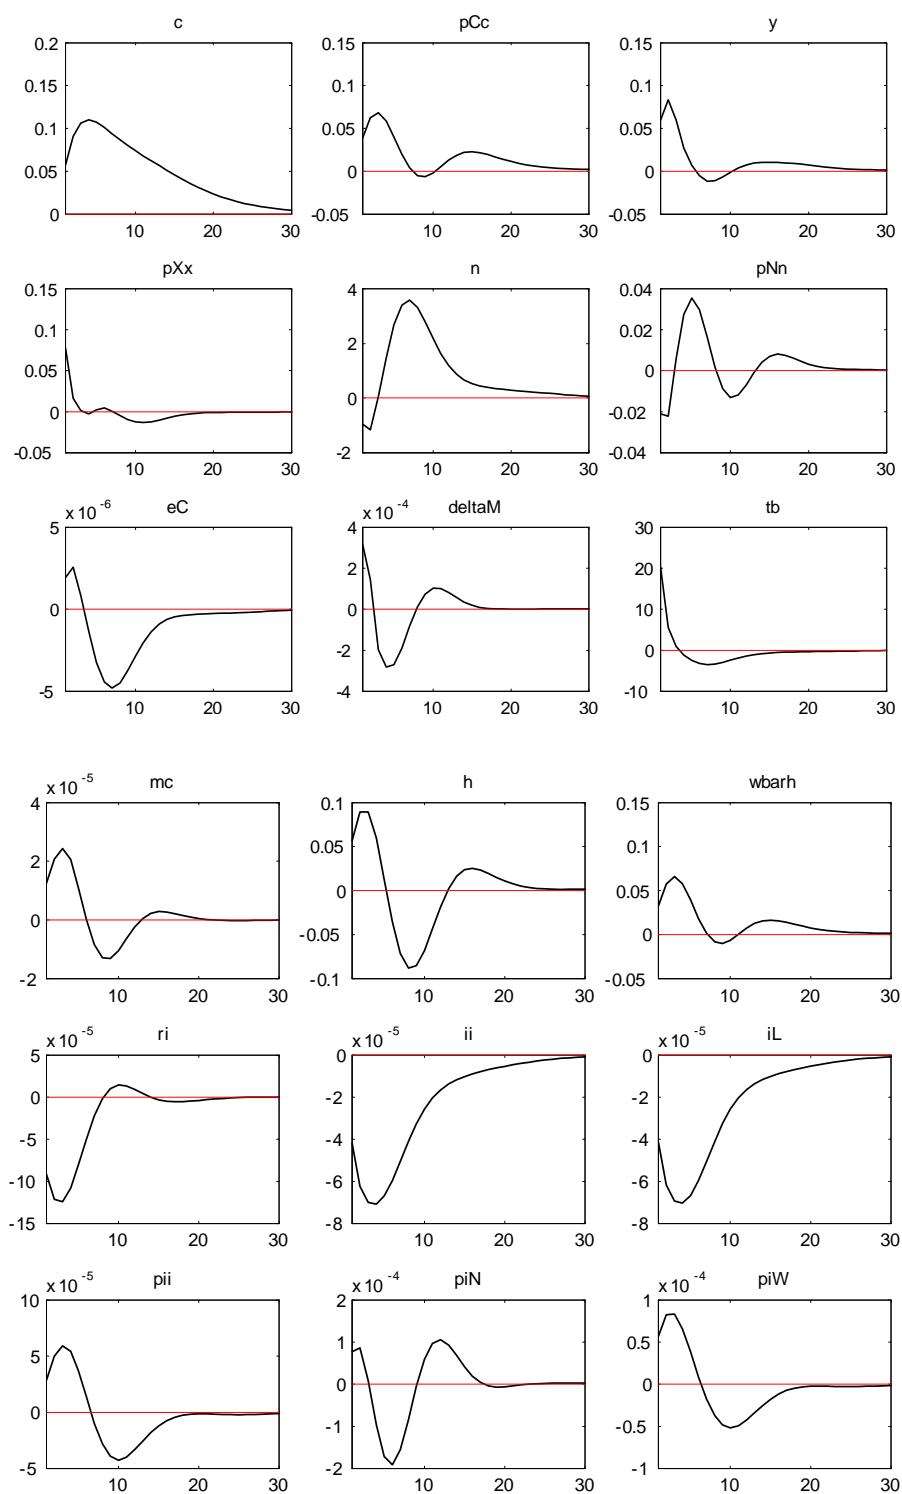 c pCc y
0.2 0.15 0.15
0.15 0.1 0.1
0.1 0.05 0.05
0.05 0 0
0 -0.05 -0.05
10 20 30 10 20 30 10 20 30
pXx n pNn
0.15 4 0.04
0.1 2 0.02
0.05 0 0
0 -0.02
-0.05 -2 -0.04
10 20 30 10 20 30 10 20 30
x 10 -6 eC x 10 -4 deltaM tb
5 4 30
2 20
0 0 10
-2 0
-5 -4 -10
10 20 30 10 20 30 10 20 30
x 10 -5 mc h wbarh
4 0.1 0.15
2 0.05 0.1
0 0.05
0 -0.05 0
-2 -0.1 -0.05
10 20 30 10 20 30 10 20 30
x 10 -5 ri x 10 -5 ii x 10 -5 iL
5 0 0
0 -2 -2
-5 -4 -4
-10 -6 -6
-15 -8 -8
10 20 30 10 20 30 10 20 30
x 10 -5 pii x 10 -4 piN x 10 -4 piW
10 2 1
5 1 0.5
0 0 0
-1 -0.5
-5 -2 -1
10 20 30 10 20 30 10 20 30